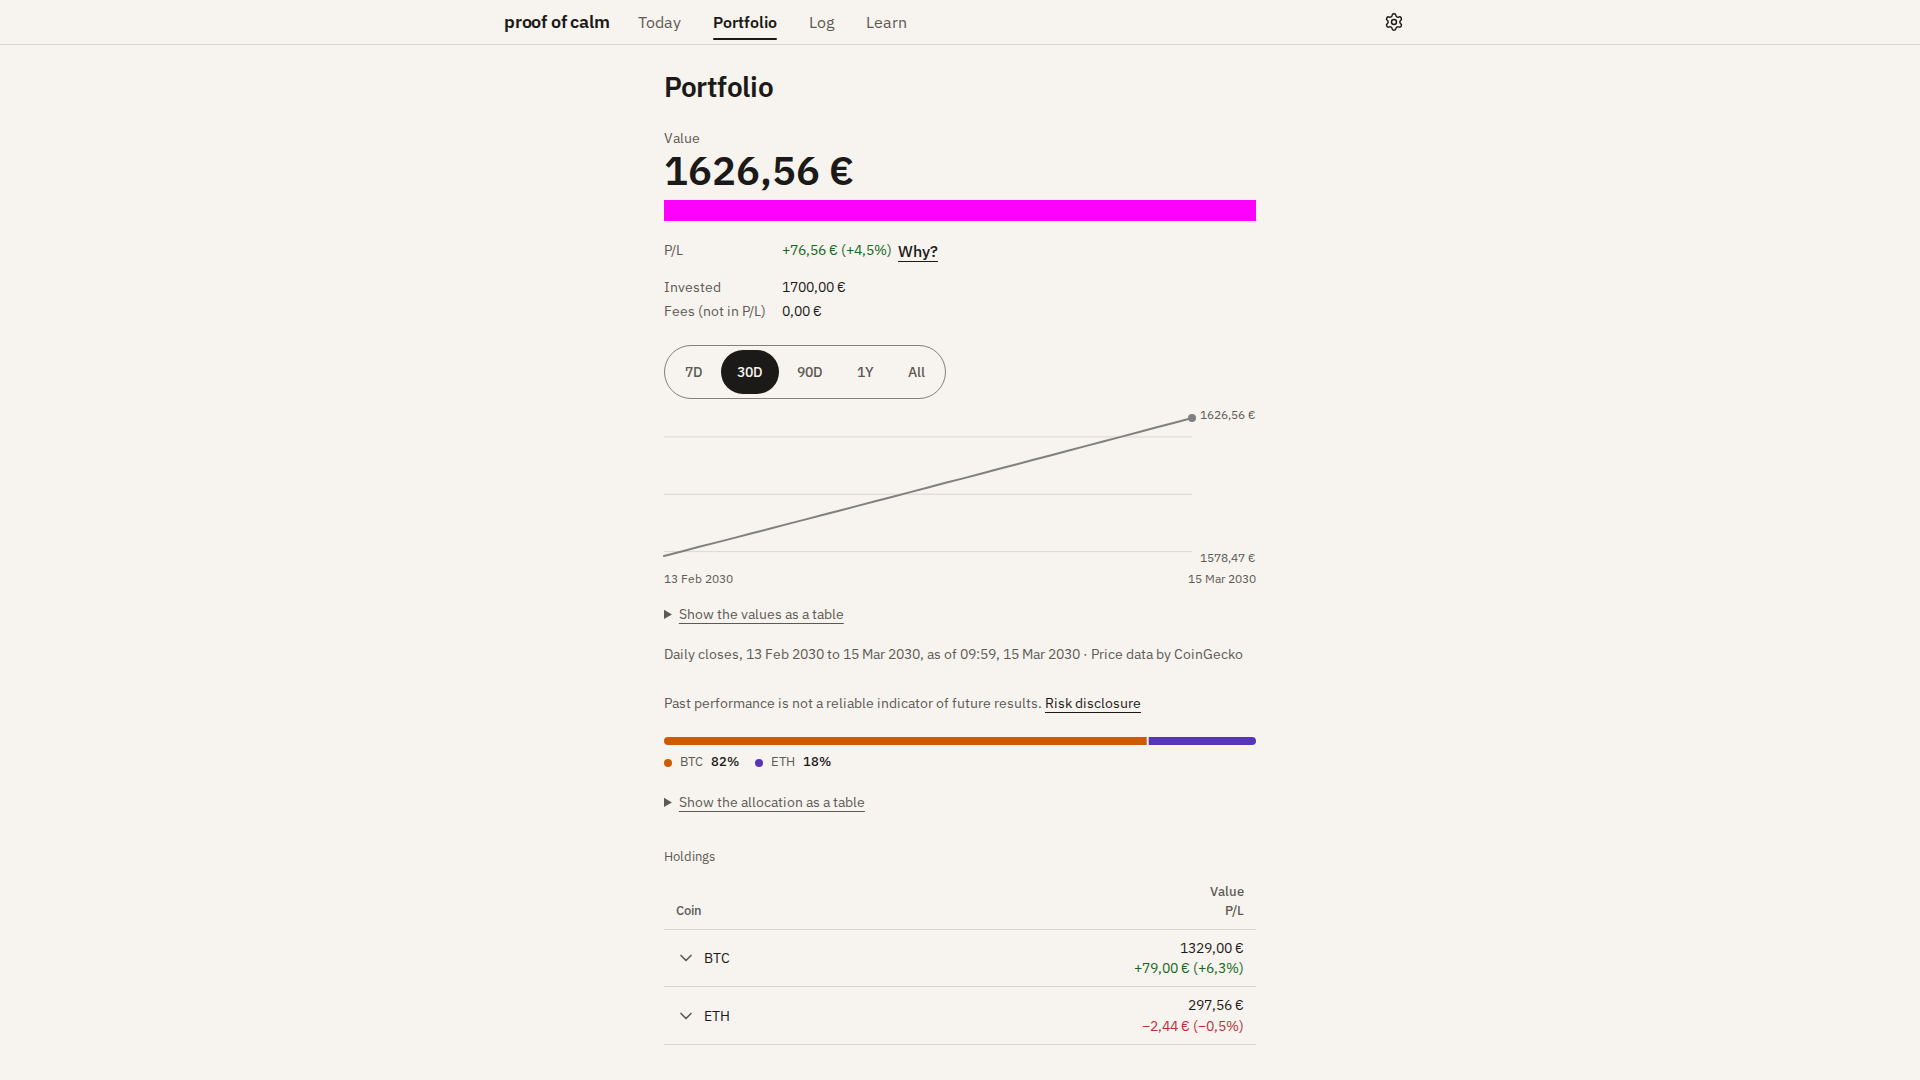 proof of calm Today Portfolio Log Learn
Portfolio
Value
1626,56 €
P/L +76,56 € (+4,5%) Why?
Invested 1700,00 €
Fees (not in P/L) 0,00 €
7D 30D 90D 1Y All
1626,56 €
1578,47 €
13 Feb 2030 15 Mar 2030
Show the values as a table
Daily closes, 13 Feb 2030 to 15 Mar 2030, as of 09:59, 15 Mar 2030 · Price data by CoinGecko
Past performance is not a reliable indicator of future results. Risk disclosure
BTC 82% ETH 18%
Show the allocation as a table
Holdings
Value
Coin P/L
1329,00 €
BTC
+79,00 € (+6,3%)
297,56 €
ETH
−2,44 € (−0,5%)